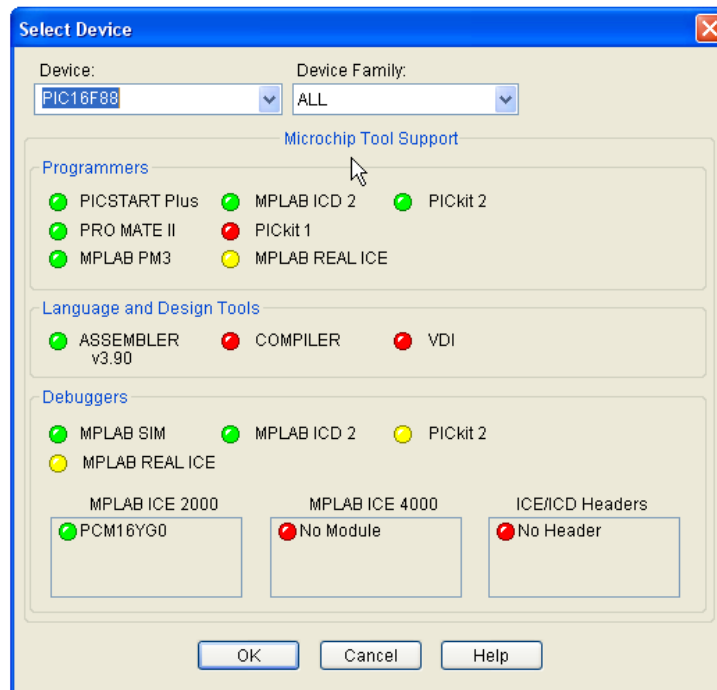 Select Device
Device:
Device Family:
PIC16F88
ALL
Microchip Tool Support
Programmers
PICSTART Plus
MPLAB ICD 2
PICkit 2
PRO MATE II
PICkit 1
MPLAB PM3
MPLAB REAL ICE
Language and Design Tools
ASSEMBLER
v3.90
COMPILER
VDI
Debuggers
MPLAB SIM
MPLAB ICD 2
PICkit 2
MPLAB REAL ICE
MPLAB ICE 2000
MPLAB ICE 4000
ICE/ICD Headers
PCM16YG0
No Module
No Header
OK
Cancel
Help